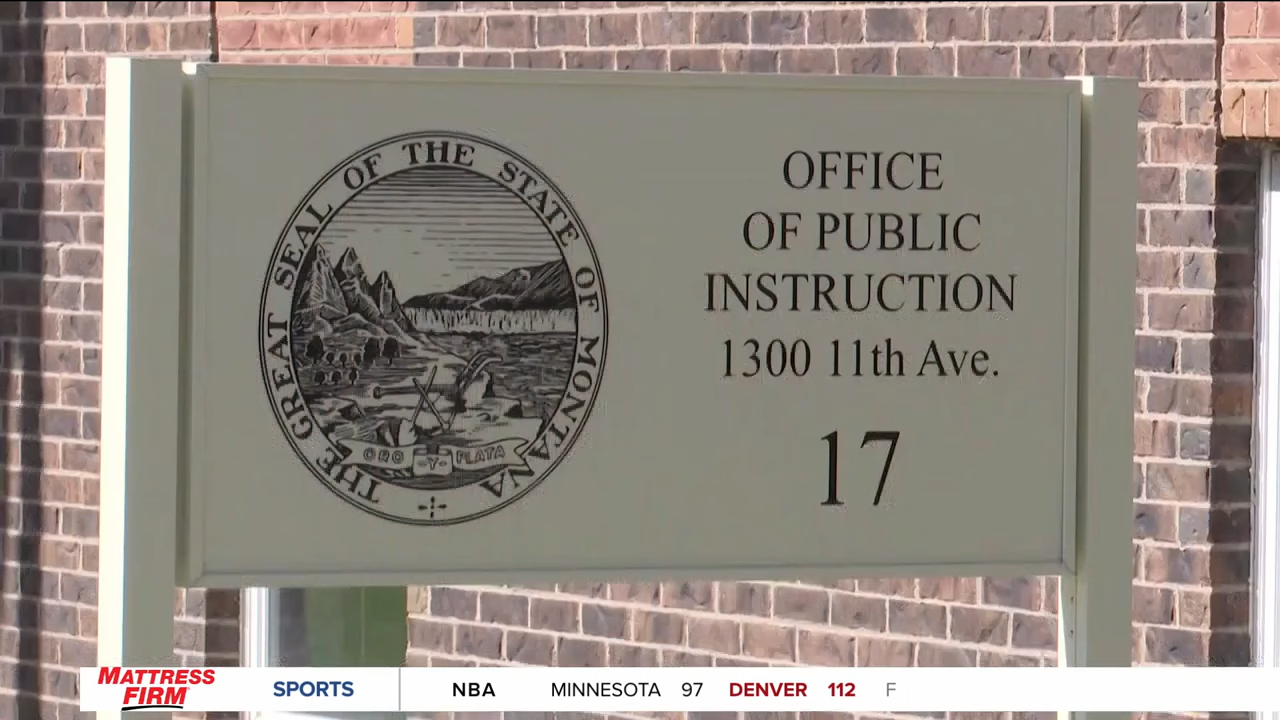 THE GREAT SEAL OF THE STATE OF MONTANA
ORO -Y- PLATA
OFFICE
OF PUBLIC
INSTRUCTION
1300 11th Ave.
17
MATTRESS
FIRM
SPORTS NBA MINNESOTA 97 DENVER 112 F